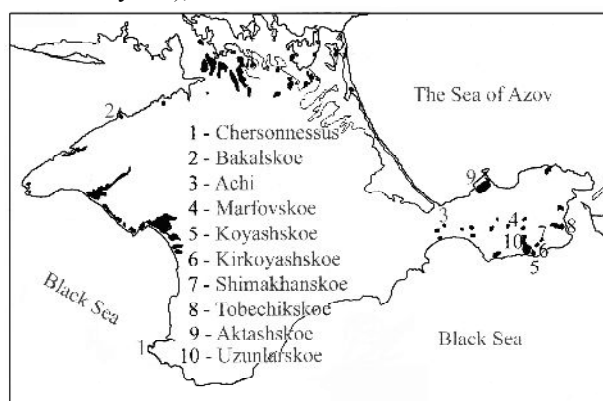 The Sea of Azov
2
1 - Chersonnessus
2 - Bakalskoe
3 - Achi
4 - Marfovskoe
5 - Koyashskoe
6 - Kirkoyashskoe
7 - Shimakhanskoe
8 - Tobechikskoe
9 - Aktashskoe
10 - Uzunlarskoe
9
3
4
8
10
7
6
5
Black Sea
Black Sea
1